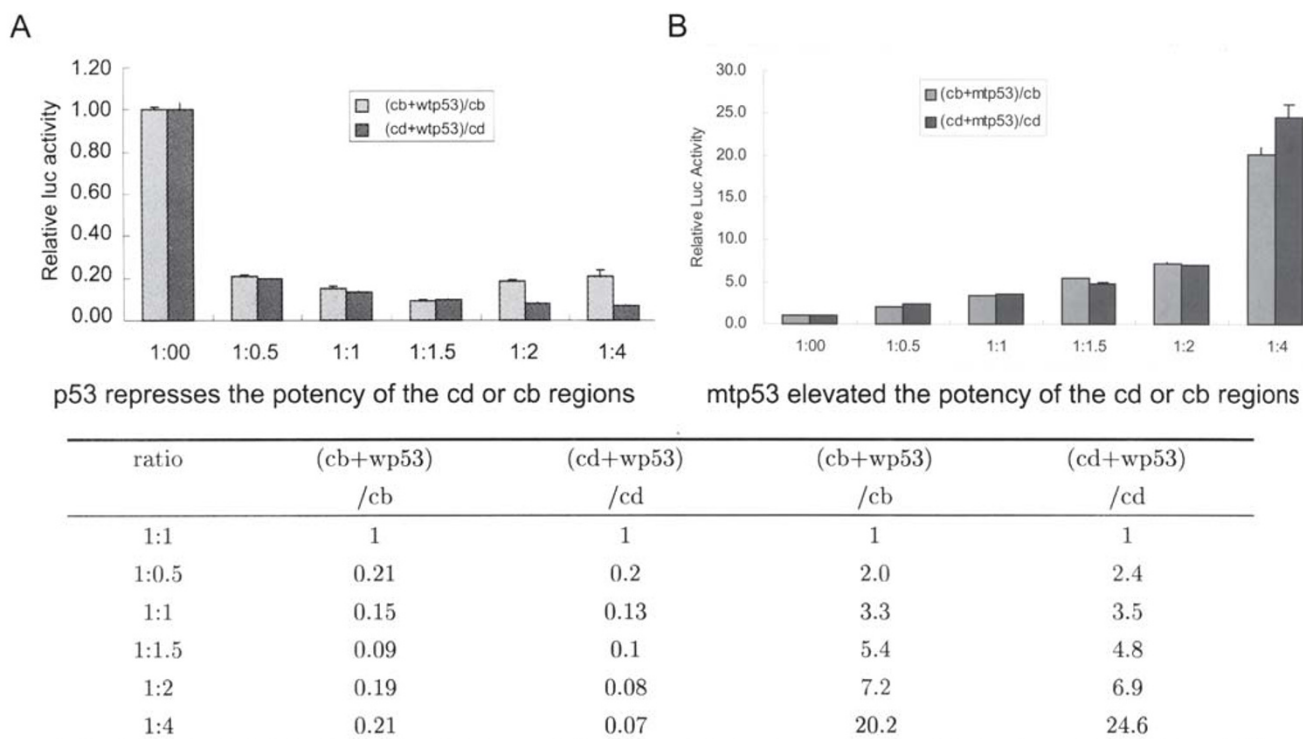 A
1.20
1.00
0.80
0.60
0.40
0.20
0.00
Relative luc activity
(cb+wtp53)/cb
(cd+wtp53)/cd
1:00 1:0.5 1:1 1:1.5 1:2 1:4
p53 represses the potency of the cd or cb regions
B
30.0
25.0
20.0
15.0
10.0
5.0
0.0
Relative Luc Activity
(cb+mtp53)/cb
(cd+mtp53)/cd
1:00 1:0.5 1:1 1:1.5 1:2 1:4
mtp53 elevated the potency of the cd or cb regions
ratio (cb+wp53) (cd+wp53) (cb+wp53) (cd+wp53)
/cb /cd /cb /cd
1:1 1 1 1 1
1:0.5 0.21 0.2 2.0 2.4
1:1 0.15 0.13 3.3 3.5
1:1.5 0.09 0.1 5.4 4.8
1:2 0.19 0.08 7.2 6.9
1:4 0.21 0.07 20.2 24.6